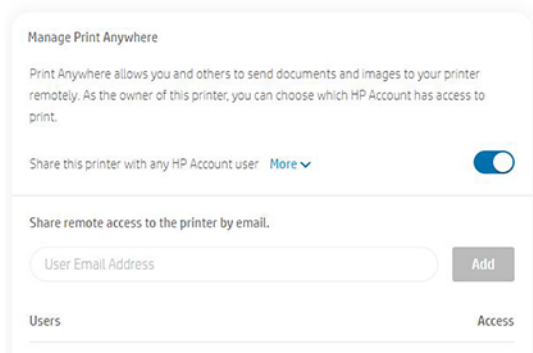 Manage Print Anywhere
Print Anywhere allows you and others to send documents and images to your printer
remotely. As the owner of this printer, you can choose which HP Account has access to
print.
Share this printer with any HP Account user More
Share remote access to the printer by email.
User Email Address Add
Users Access